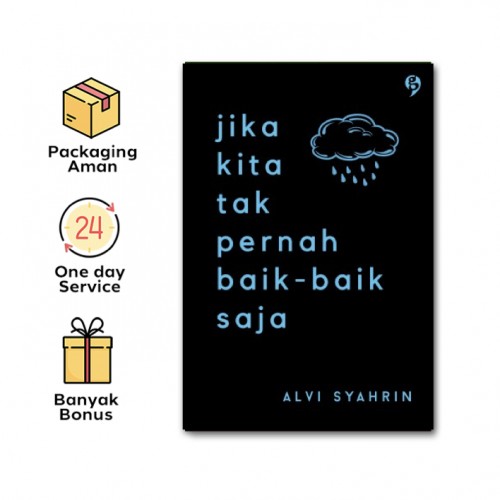 Packaging
Aman
24
One day
Service
Banyak
Bonus
jika
kita
tak
pernah
baik-baik
saja
ALVI SYAHRIN